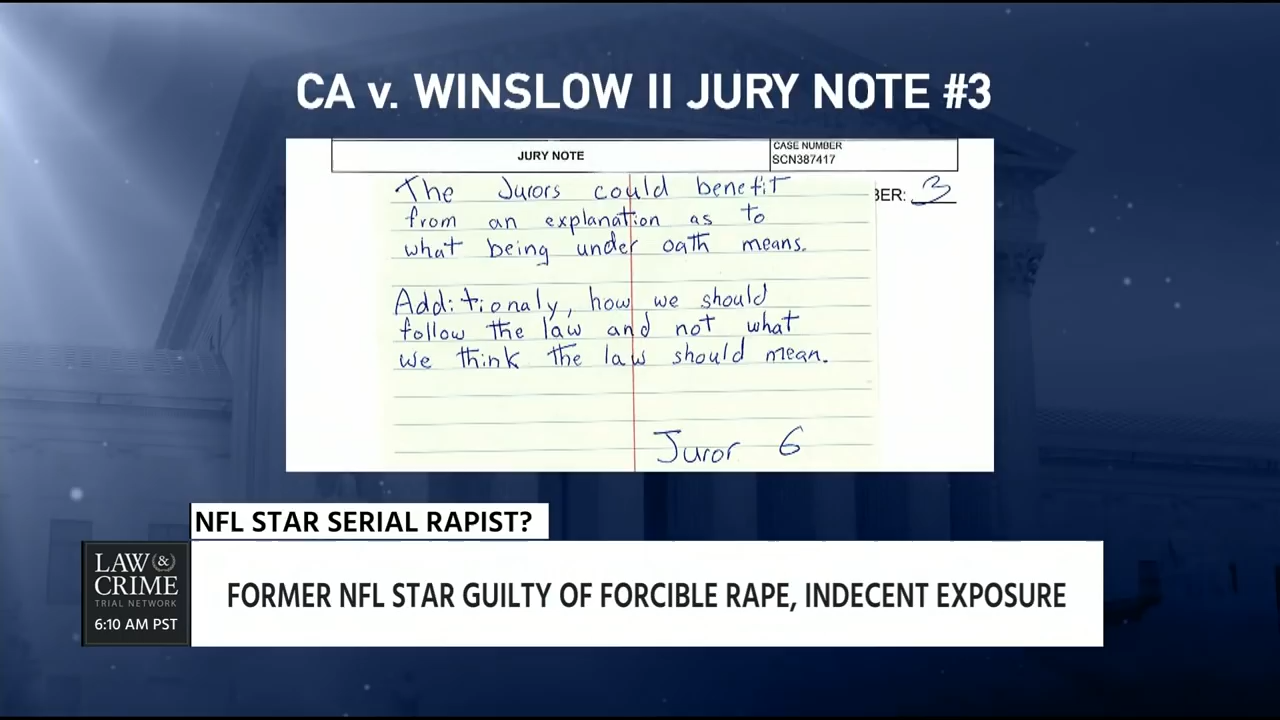 CA v. WINSLOW II JURY NOTE #3
JURY NOTE
CASE NUMBER
SCN387417
BER: 3
The Jurors could benefit
from an explanation as to
what being under oath means.
Additionaly, how we should
follow the law and not what
we think the law should mean.
Juror 6
NFL STAR SERIAL RAPIST?
LAW &
CRIME
TRIAL NETWORK
6:10 AM PST
FORMER NFL STAR GUILTY OF FORCIBLE RAPE, INDECENT EXPOSURE